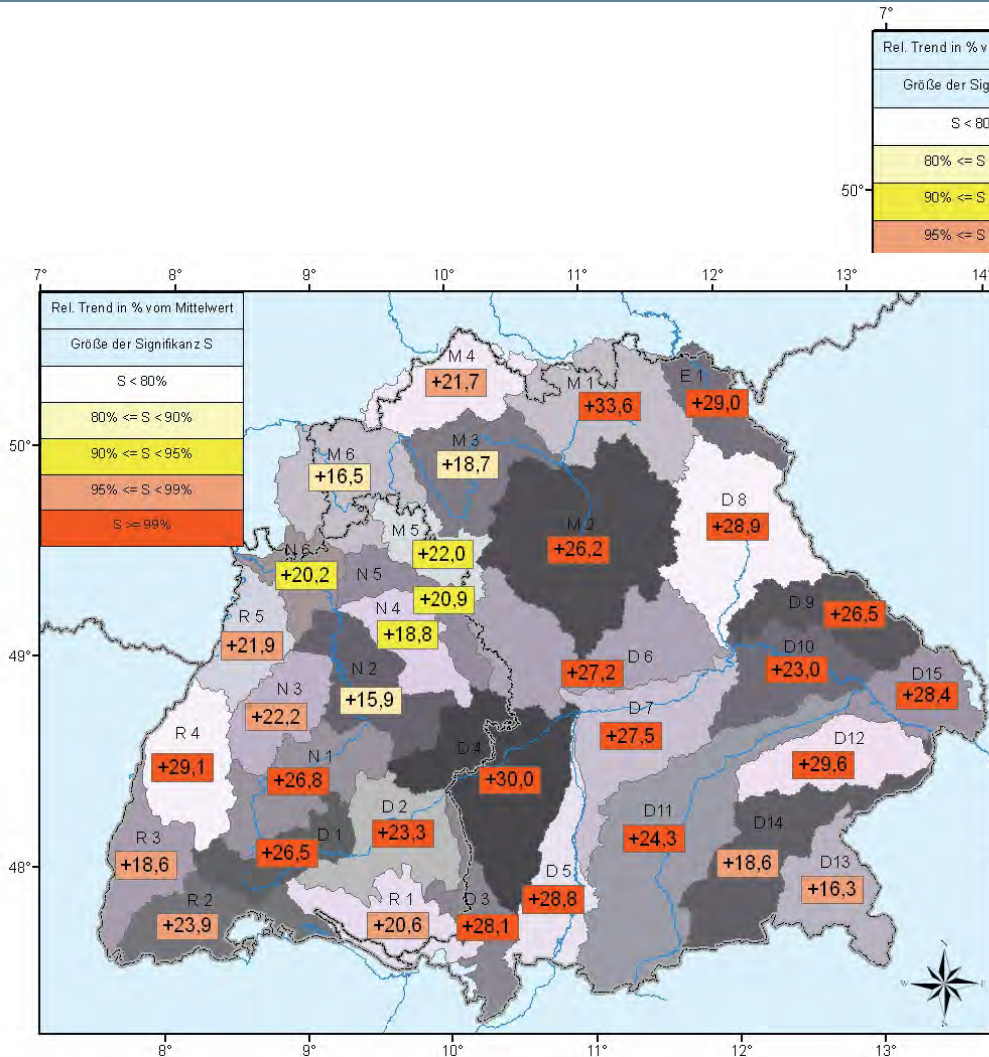 7°
Rel. Trend in % v
Größe der Sig
S < 80
80% <= S
50°
90% <= S
95% <= S
7° 8° 9° 10° 11° 12° 13° 14°
Rel. Trend in % vom Mittelwert
Größe der Signifikanz S
S < 80%
80% <= S < 90%
90% <= S < 95%
95% <= S < 99%
S >= 99%
50°
49°
48°
M 4
+21,7
M 1
+33,6
E 1
+29,0
M 6
+16,5
M 3
+18,7
M 5
+22,0
M 2
+26,2
D 8
+28,9
N 6
+20,2
N 5
+20,9
N 4
+18,8
R 5
+21,9
D 9
+26,5
D10
+23,0
D 6
+27,2
D15
+28,4
N 2
+15,9
N 3
+22,2
D 7
+27,5
R 4
+29,1
N 1
+26,8
D 4
+30,0
D12
+29,6
D 2
+23,3
D 1
+26,5
D11
+24,3
D14
+18,6
R 3
+18,6
D13
+16,3
R 2
+23,9
R 1
+20,6
D 3
+28,1
D 5
+28,8
N
W E
S
8° 9° 10° 11° 12° 13°